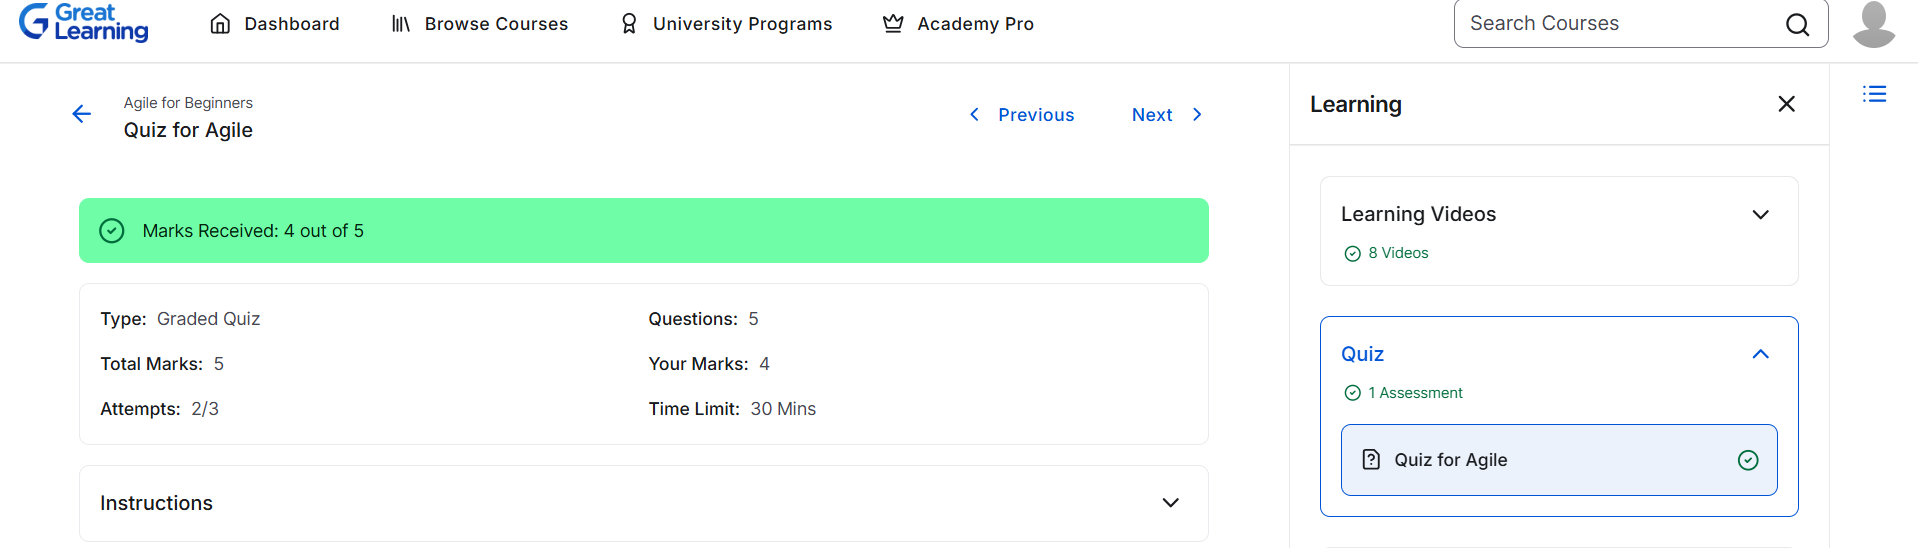 Great Learning
Dashboard
Browse Courses
University Programs
Academy Pro
Search Courses
Agile for Beginners
Quiz for Agile
Previous
Next
Marks Received: 4 out of 5
Type: Graded Quiz
Questions: 5
Total Marks: 5
Your Marks: 4
Attempts: 2/3
Time Limit: 30 Mins
Instructions
Learning
Learning Videos
8 Videos
Quiz
1 Assessment
Quiz for Agile